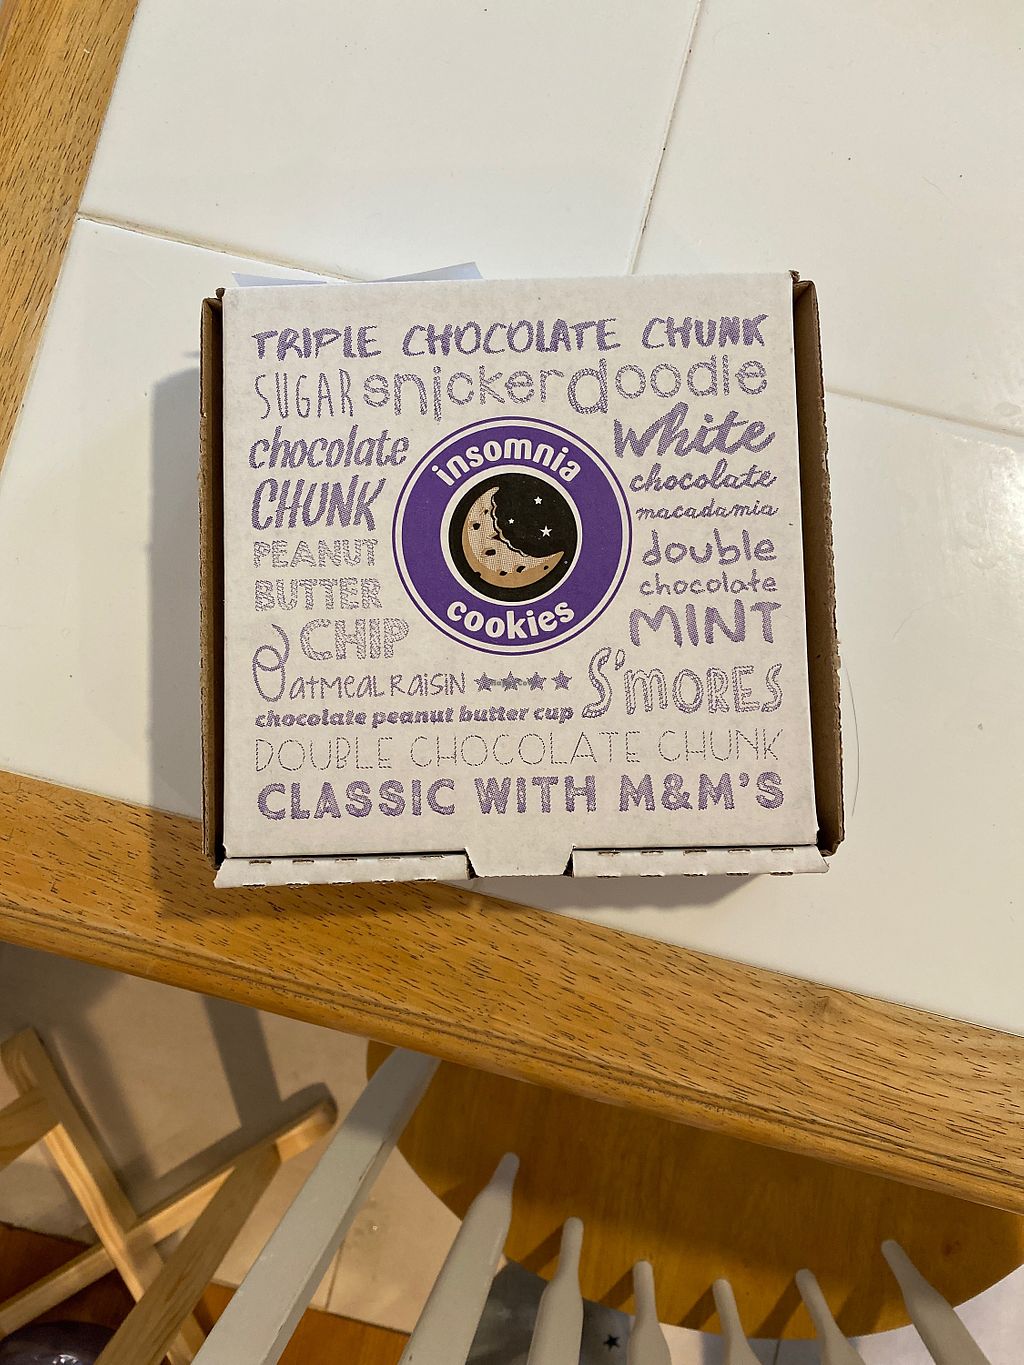 TRIPLE CHOCOLATE CHUNK
SUGAR snickerdoodle
chocolate
CHUNK
PEANUT
BUTTER
CHIP
insomnia
cookies
White
chocolate
macadamia
double
chocolate
MINT
Oatmeal Raisin
S'MORES
chocolate peanut butter cup
DOUBLE CHOCOLATE CHUNK
CLASSIC WITH M&M'S